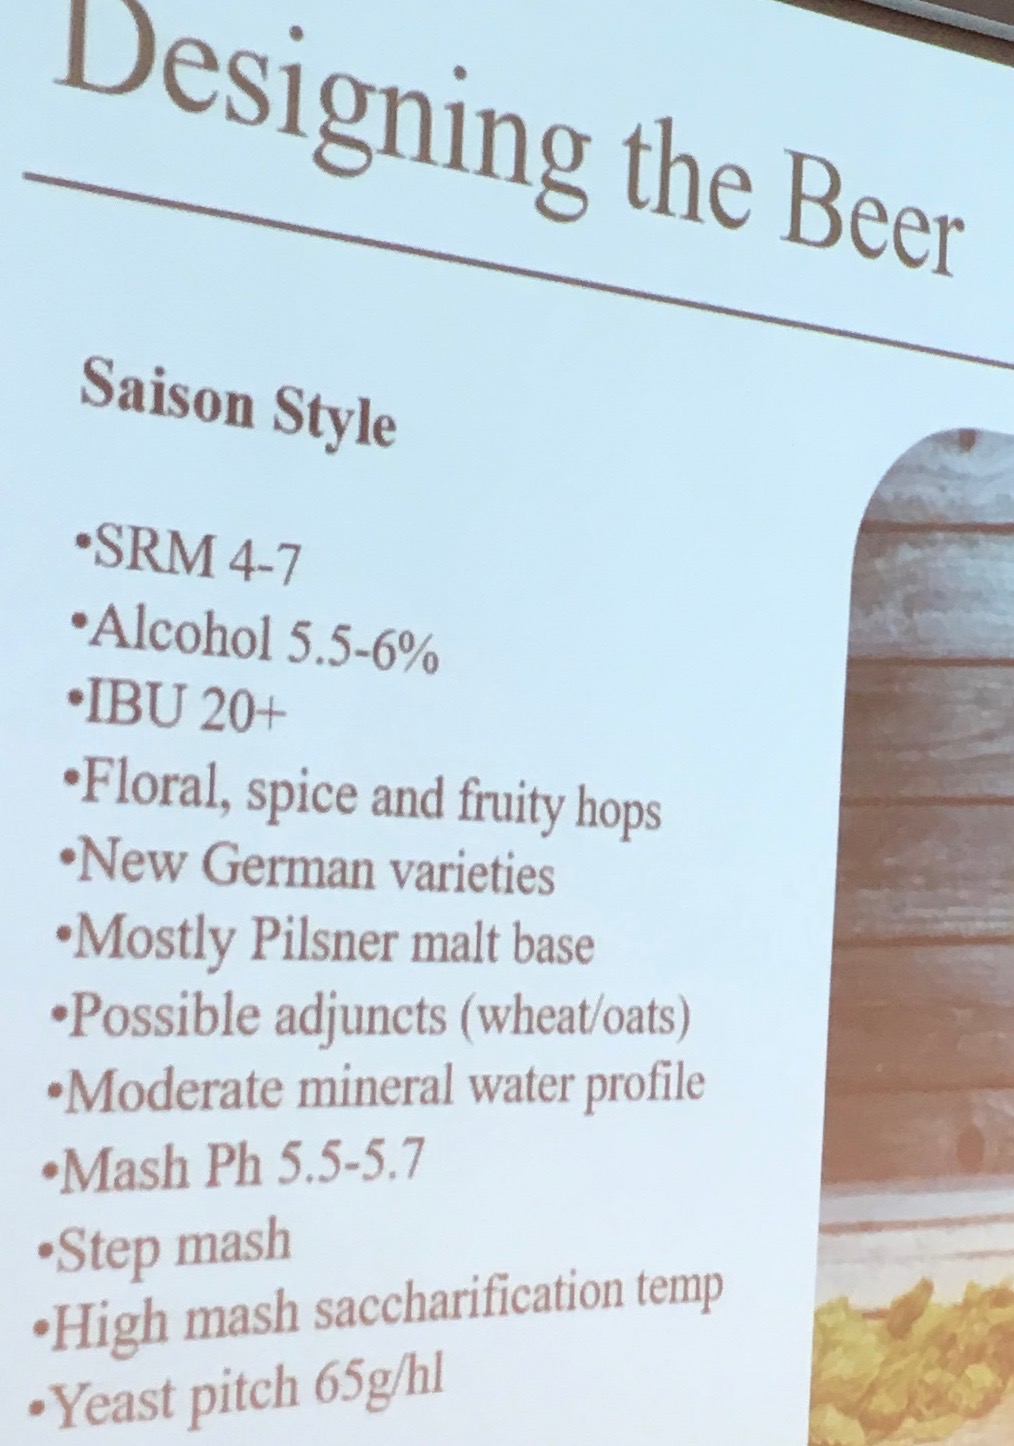 Designing the Beer
Saison Style
•SRM 4-7
•Alcohol 5.5-6%
•IBU 20+
•Floral, spice and fruity hops
•New German varieties
•Mostly Pilsner malt base
•Possible adjuncts (wheat/oats)
•Moderate mineral water profile
•Mash Ph 5.5-5.7
•Step mash
•High mash saccharification temp
•Yeast pitch 65g/hl